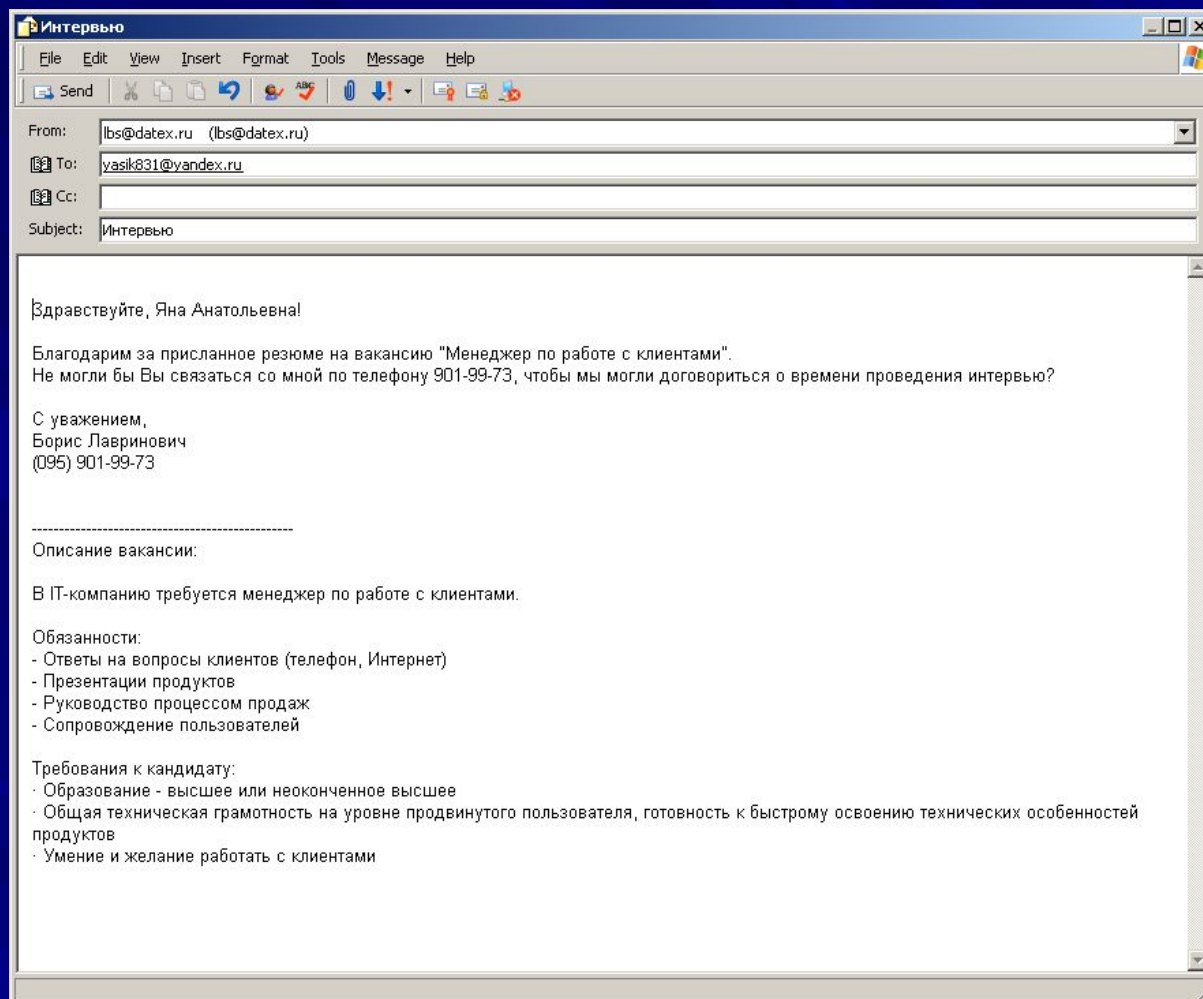 Интервью
File Edit View Insert Format Tools Message Help
Send
From: lbs@datex.ru (lbs@datex.ru)
To: yasik831@yandex.ru
Cc:
Subject: Интервью
Здравствуйте, Яна Анатольевна!
Благодарим за присланное резюме на вакансию "Менеджер по работе с клиентами".
Не могли бы Вы связаться со мной по телефону 901-99-73, чтобы мы могли договориться о времени проведения интервью?
С уважением,
Борис Лавринович
(095) 901-99-73
------------------------------------------------
Описание вакансии:
В IT-компанию требуется менеджер по работе с клиентами.
Обязанности:
- Ответы на вопросы клиентов (телефон, Интернет)
- Презентации продуктов
- Руководство процессом продаж
- Сопровождение пользователей
Требования к кандидату:
· Образование - высшее или неоконченное высшее
· Общая техническая грамотность на уровне продвинутого пользователя, готовность к быстрому освоению технических особенностей
продуктов
· Умение и желание работать с клиентами